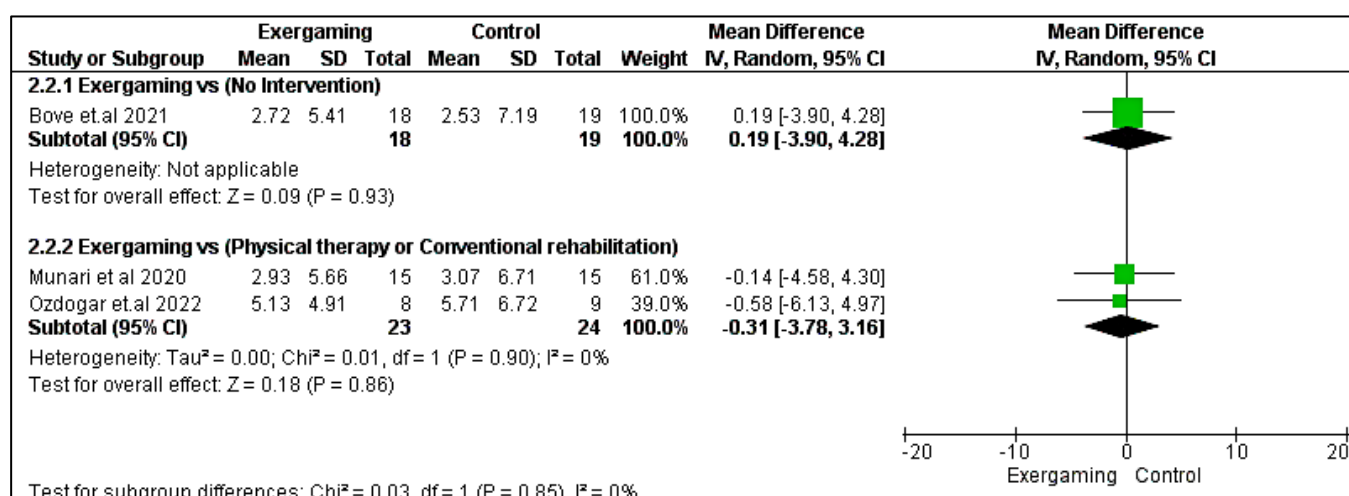 Exergaming Control Mean Difference Mean Difference
Study or Subgroup Mean SD Total Mean SD Total Weight IV, Random, 95% CI IV, Random, 95% CI
2.2.1 Exergaming vs (No Intervention)
Bove et.al 2021 2.72 5.41 18 2.53 7.19 19 100.0% 0.19 [-3.90, 4.28]
Subtotal (95% CI) 18 19 100.0% 0.19 [-3.90, 4.28]
Heterogeneity: Not applicable
Test for overall effect: Z = 0.09 (P = 0.93)
2.2.2 Exergaming vs (Physical therapy or Conventional rehabilitation)
Munari et al 2020 2.93 5.66 15 3.07 6.71 15 61.0% -0.14 [-4.58, 4.30]
Ozdogar et.al 2022 5.13 4.91 8 5.71 6.72 9 39.0% -0.58 [-6.13, 4.97]
Subtotal (95% CI) 23 24 100.0% -0.31 [-3.78, 3.16]
Heterogeneity: Tau² = 0.00; Chi² = 0.01, df = 1 (P = 0.90); I² = 0%
Test for overall effect: Z = 0.18 (P = 0.86)
-20 -10 0 10 20
Exergaming Control
Test for subgroup differences: Chi² = 0.03, df = 1 (P = 0.85), I² = 0%